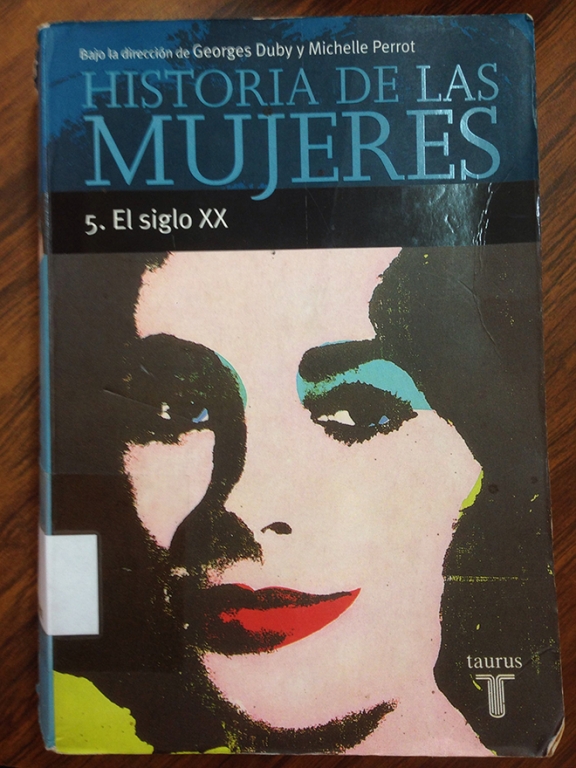 Bajo la dirección de Georges Duby y Michelle Perrot
HISTORIA DE LAS
MUJERES
5. El siglo XX
taurus
T